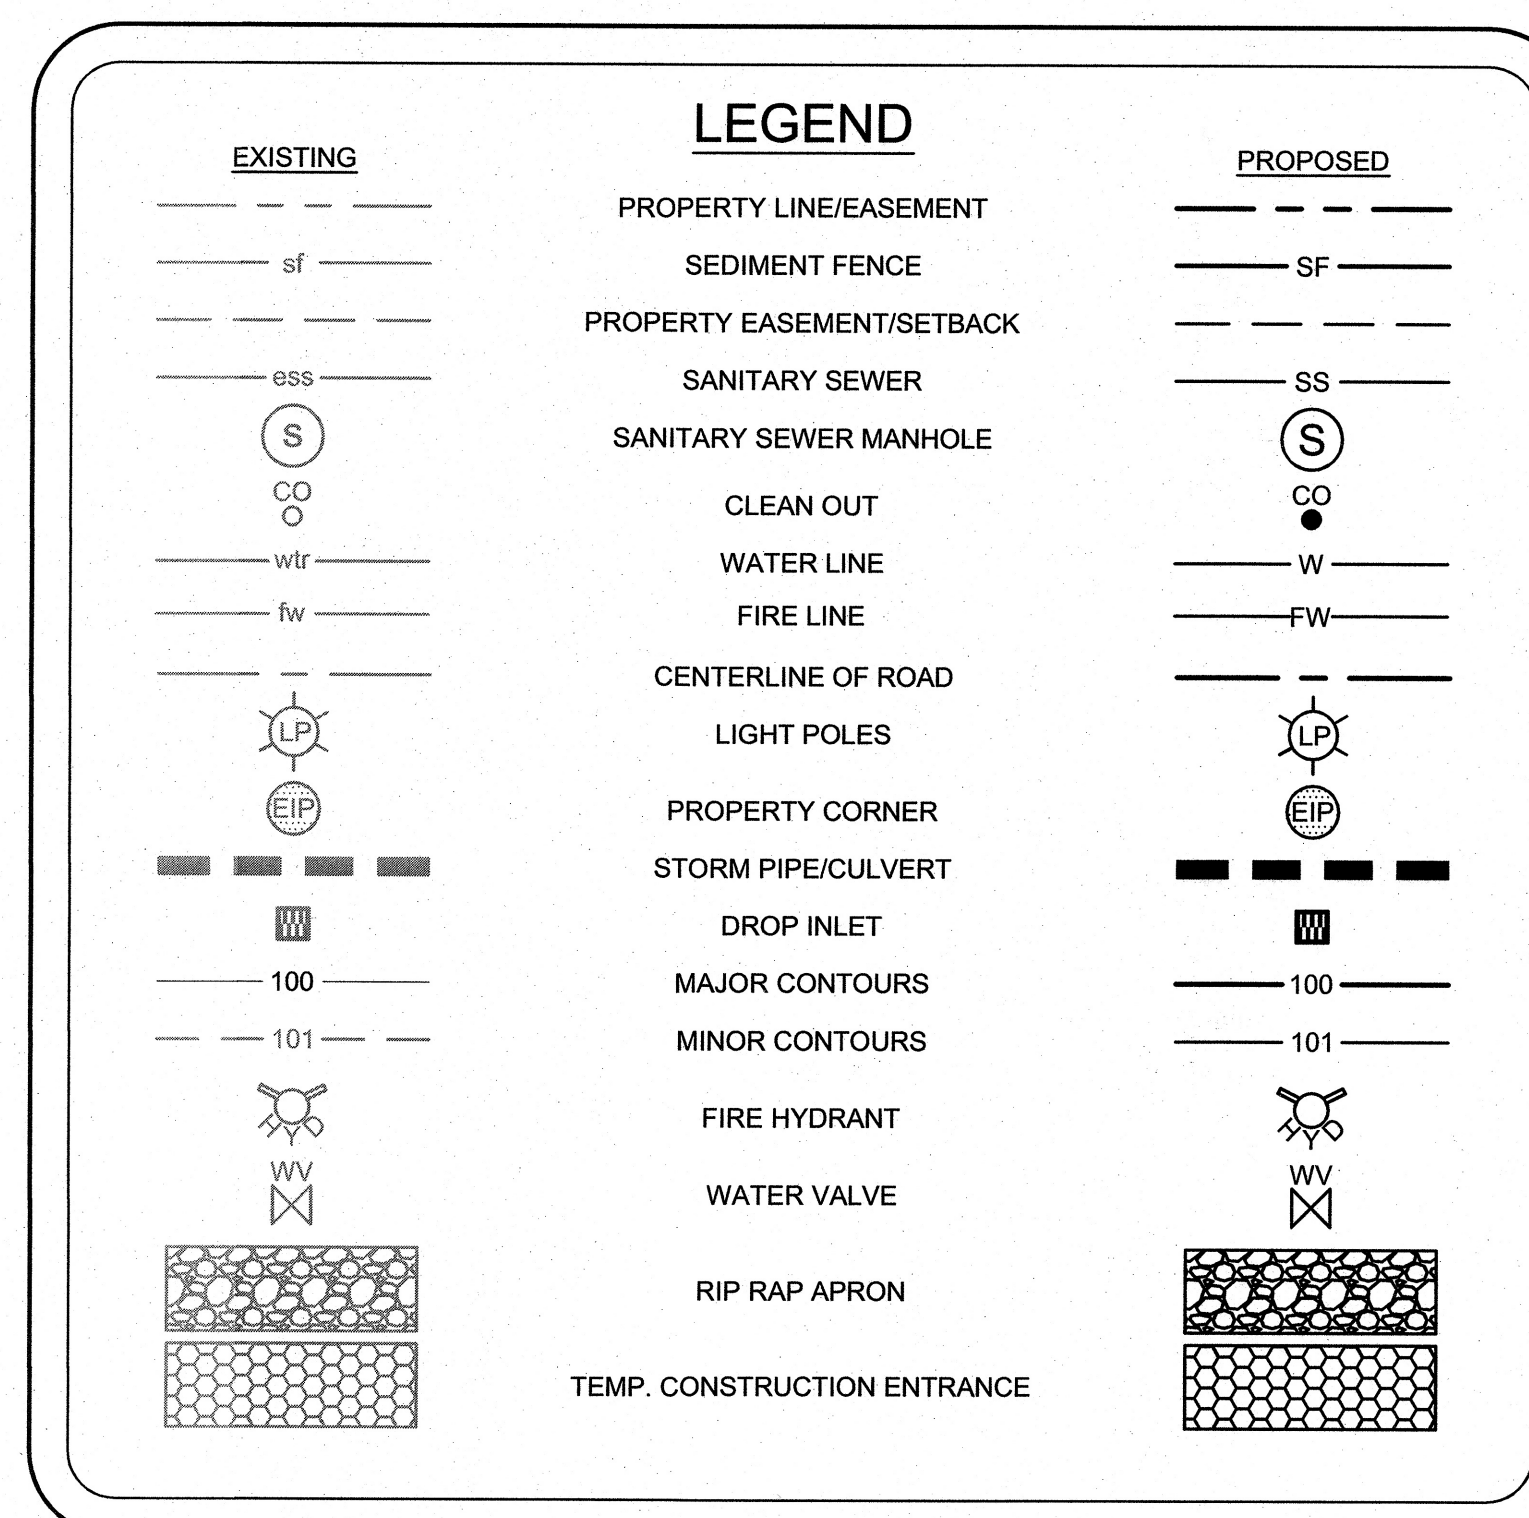 LEGEND
EXISTING PROPOSED
PROPERTY LINE/EASEMENT
sf SEDIMENT FENCE SF
PROPERTY EASEMENT/SETBACK
ess SANITARY SEWER SS
S SANITARY SEWER MANHOLE S
CO CLEAN OUT CO
wtr WATER LINE W
fw FIRE LINE FW
CENTERLINE OF ROAD
LP LIGHT POLES LP
EIP PROPERTY CORNER EIP
STORM PIPE/CULVERT
DROP INLET
100 MAJOR CONTOURS 100
101 MINOR CONTOURS 101
HYD FIRE HYDRANT HYD
WV WATER VALVE WV
RIP RAP APRON
TEMP. CONSTRUCTION ENTRANCE